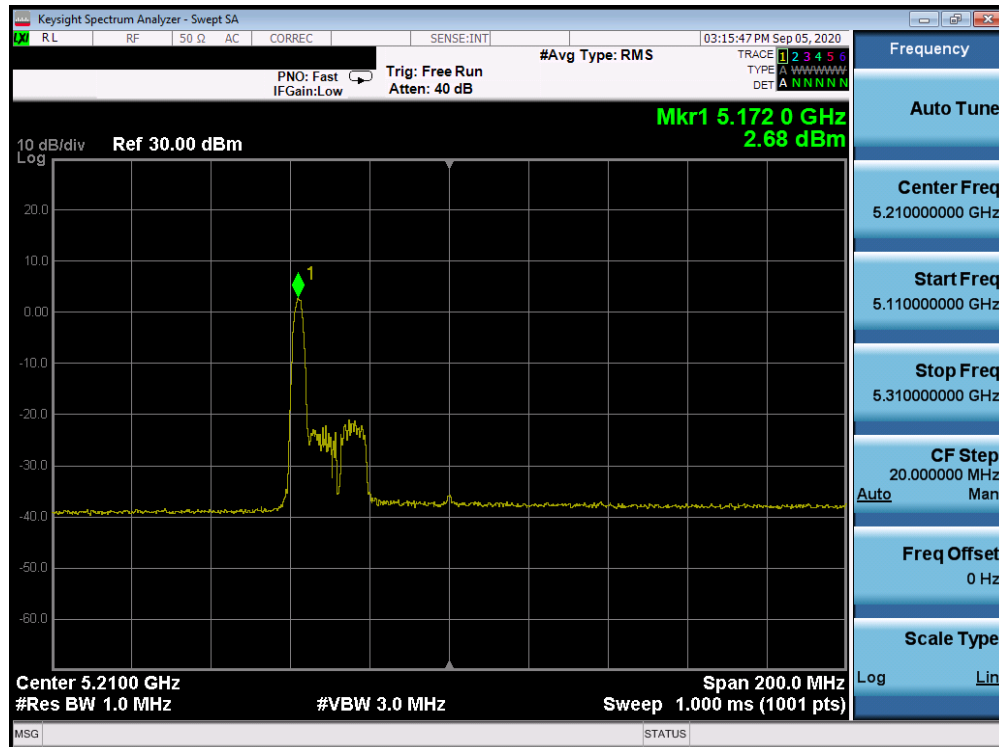 Keysight Spectrum Analyzer - Swept SA
LXI RL RF 50 Ω AC CORREC SENSE:INT 03:15:47 PM Sep 05, 2020 Frequency
#Avg Type: RMS TRACE 1 2 3 4 5 6
PNO: Fast Trig: Free Run TYPE A WWWWW
IFGain:Low Atten: 40 dB DET A N N N N N
Mkr1 5.172 0 GHz
10 dB/div Ref 30.00 dBm 2.68 dBm
Log
20.0
10.0
1
0.00
-10.0
-20.0
-30.0
-40.0
-50.0
-60.0
Center 5.2100 GHz Span 200.0 MHz
#Res BW 1.0 MHz #VBW 3.0 MHz Sweep 1.000 ms (1001 pts)
MSG STATUS
Auto Tune
Center Freq
5.210000000 GHz
Start Freq
5.110000000 GHz
Stop Freq
5.310000000 GHz
CF Step
20.000000 MHz
Auto Man
Freq Offset
0 Hz
Scale Type
Log Lin